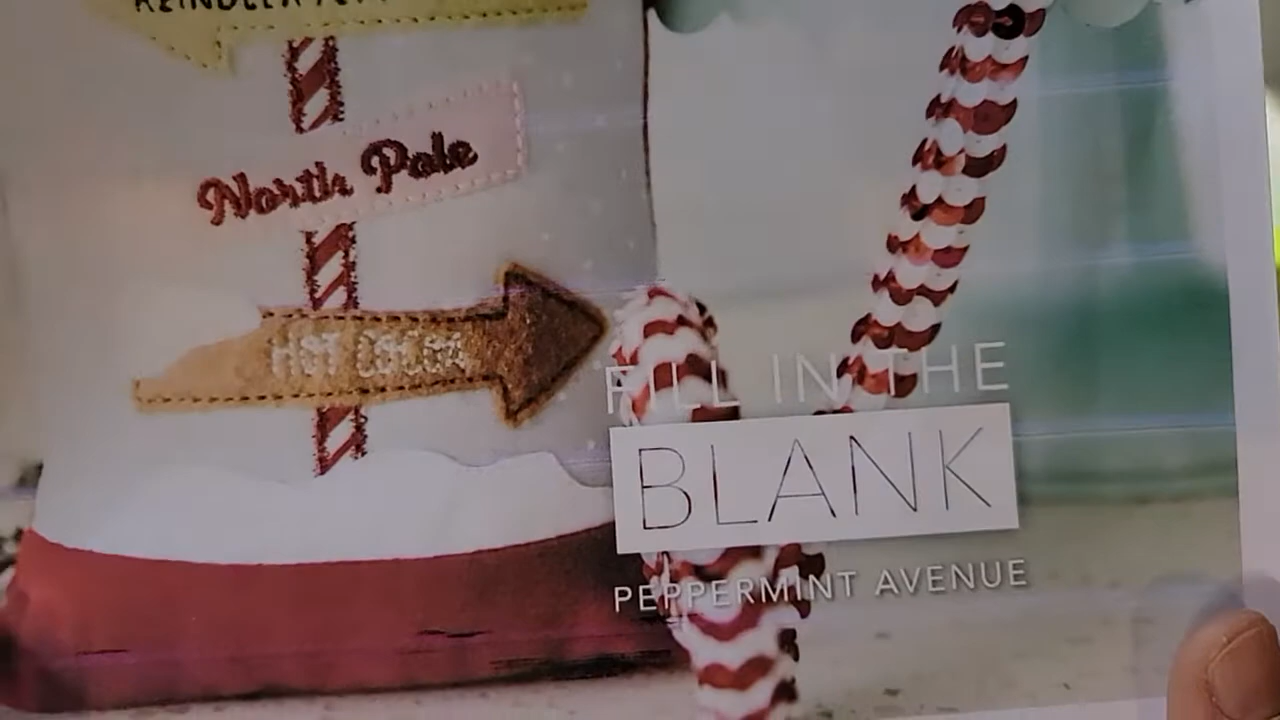 North Pole
HOT COCOA
FILL IN THE
BLANK
PEPPERMINT AVENUE